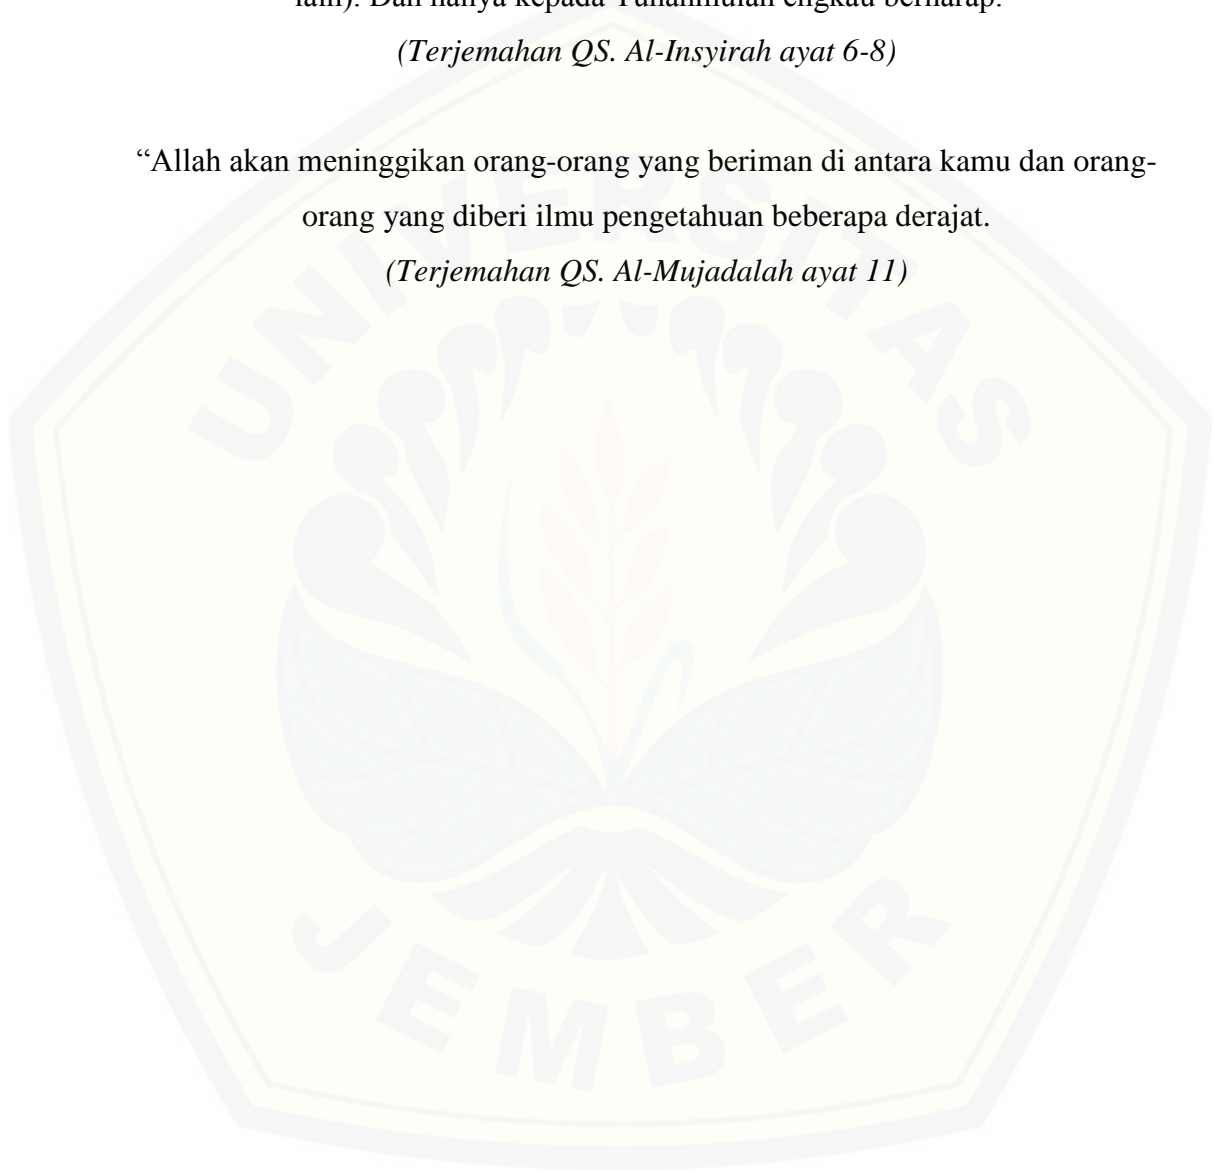 lain). Dan hanya kepada Tuhanmulah engkau berharap.
(Terjemahan QS. Al-Insyirah ayat 6-8)
“Allah akan meninggikan orang-orang yang beriman di antara kamu dan orang-
orang yang diberi ilmu pengetahuan beberapa derajat.
(Terjemahan QS. Al-Mujadalah ayat 11)
UNIVERSITAS
JEMBER